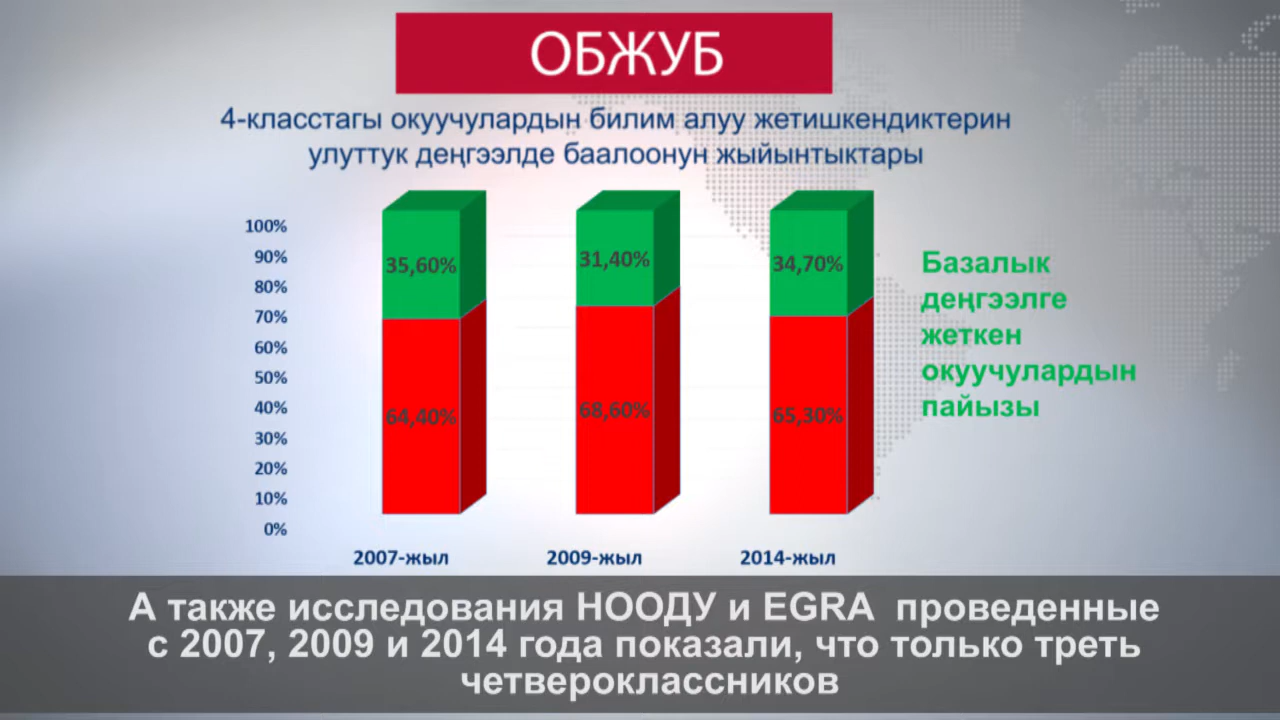 ОБЖУБ
4-класстагы окуучулардын билим алуу жетишкендиктерин
улуттук деңгээлде баалоонун жыйынтыктары
100%
90%
80%
70%
60%
50%
40%
30%
20%
10%
0%
35,60%
31,40%
34,70%
64,40%
68,60%
65,30%
2007-жыл
2009-жыл
2014-жыл
Базалык
деңгээлге
жеткен
окуучулардын
пайызы
А также исследования НООДУ и EGRA проведенные
с 2007, 2009 и 2014 года показали, что только треть
четвероклассников